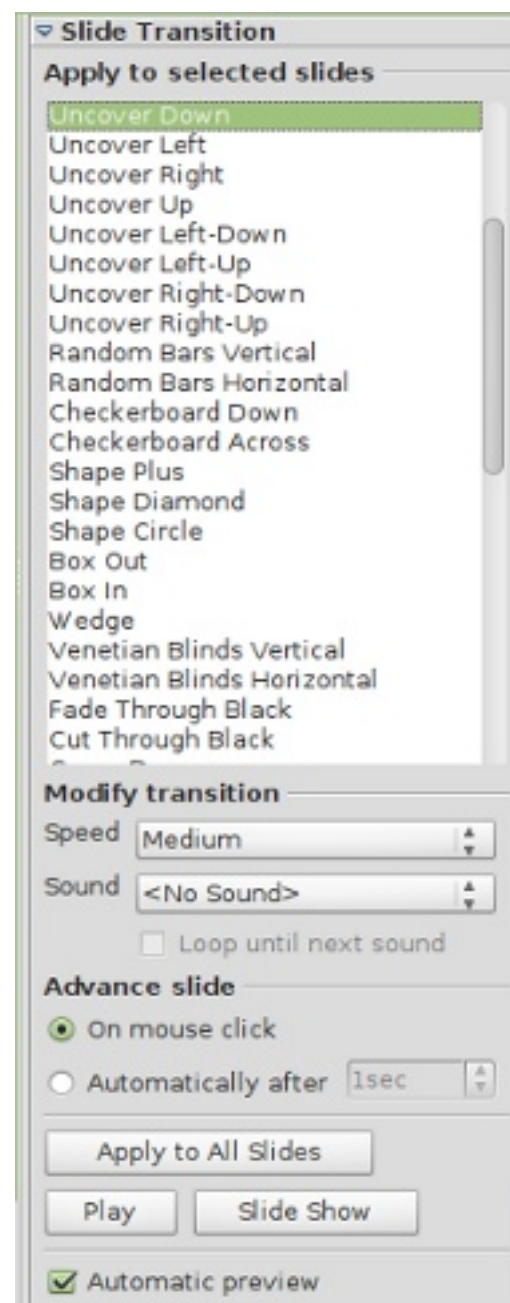 Slide Transition
Apply to selected slides
Uncover Down
Uncover Left
Uncover Right
Uncover Up
Uncover Left-Down
Uncover Left-Up
Uncover Right-Down
Uncover Right-Up
Random Bars Vertical
Random Bars Horizontal
Checkerboard Down
Checkerboard Across
Shape Plus
Shape Diamond
Shape Circle
Box Out
Box In
Wedge
Venetian Blinds Vertical
Venetian Blinds Horizontal
Fade Through Black
Cut Through Black
Modify transition
Speed Medium
Sound <No Sound>
Loop until next sound
Advance slide
On mouse click
Automatically after 1sec
Apply to All Slides
Play Slide Show
Automatic preview